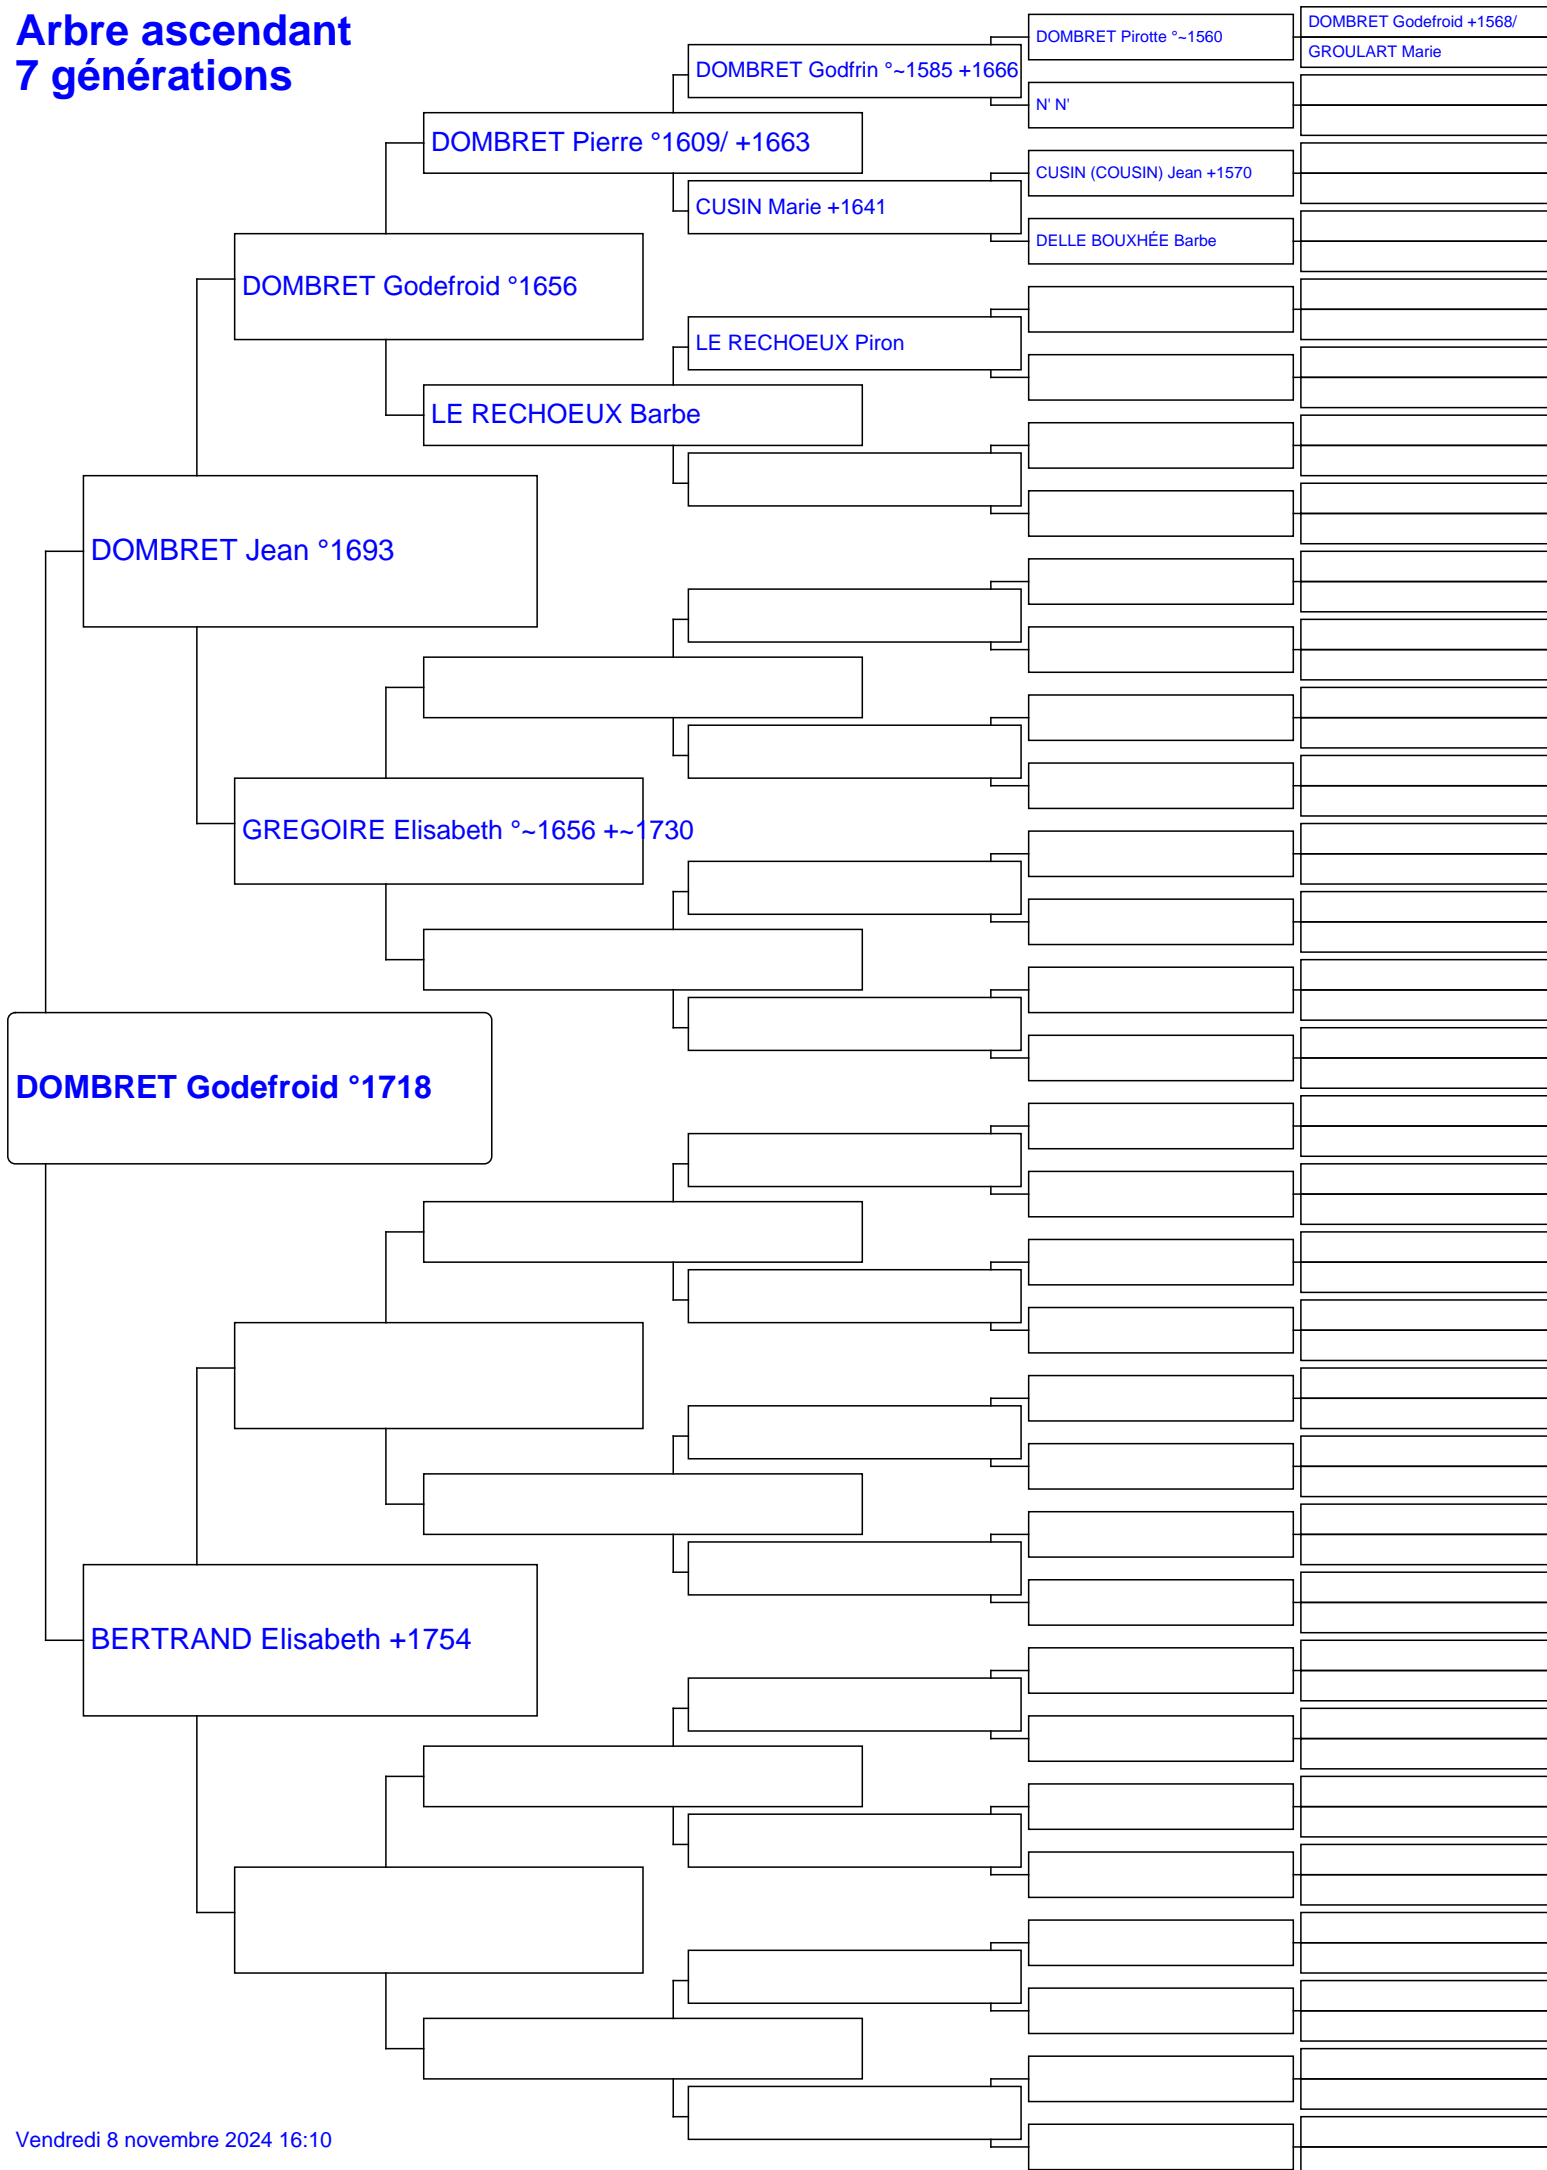 Arbre ascendant
7 générations
DOMBRET Godefroid +1568/
DOMBRET Pirotte °~1560
GROULART Marie
DOMBRET Godfrin °~1585 +1666
N' N'
DOMBRET Pierre °1609/ +1663
CUSIN (COUSIN) Jean +1570
CUSIN Marie +1641
DELLE BOUXHÉE Barbe
DOMBRET Godefroid °1656
LE RECHOEUX Piron
LE RECHOEUX Barbe
DOMBRET Jean °1693
GREGOIRE Elisabeth °~1656 +~1730
DOMBRET Godefroid °1718
BERTRAND Elisabeth +1754
Vendredi 8 novembre 2024 16:10